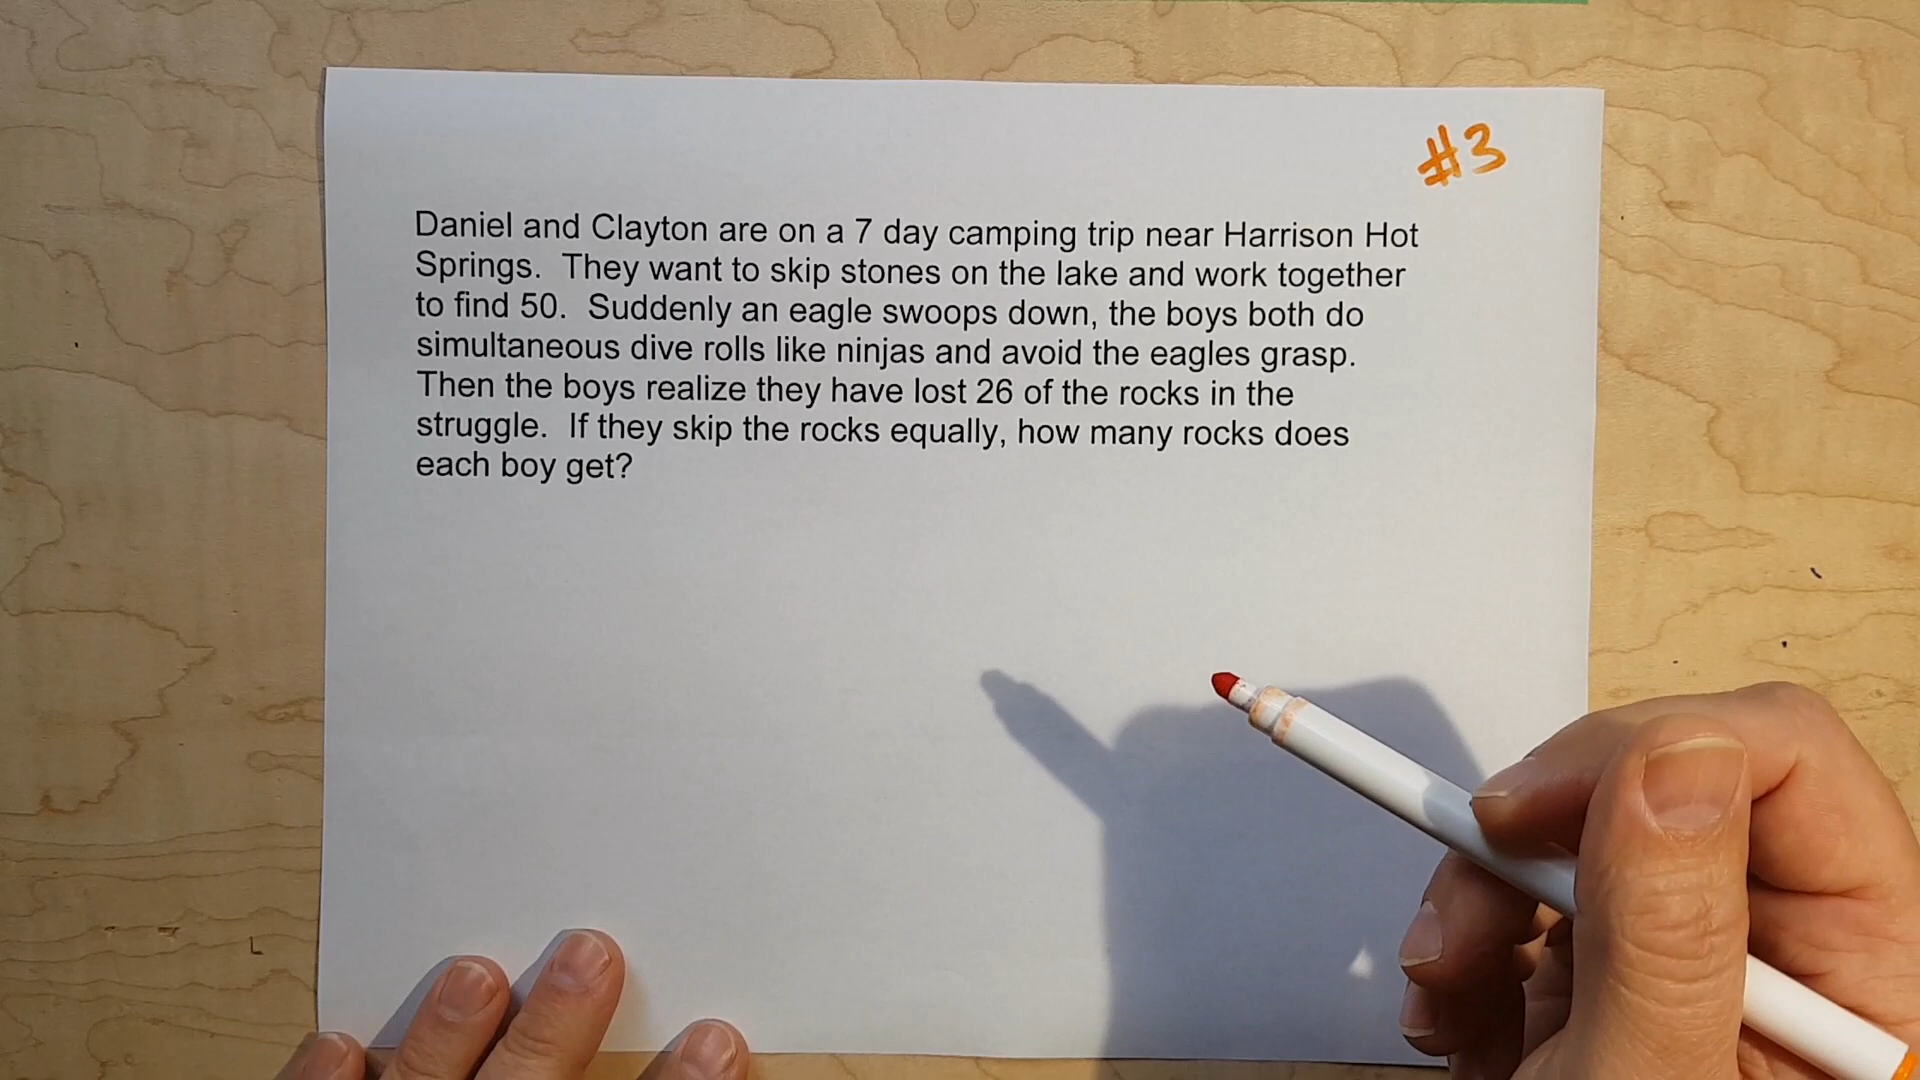 #3
Daniel and Clayton are on a 7 day camping trip near Harrison Hot
Springs.  They want to skip stones on the lake and work together
to find 50.  Suddenly an eagle swoops down, the boys both do
simultaneous dive rolls like ninjas and avoid the eagles grasp.
Then the boys realize they have lost 26 of the rocks in the
struggle.  If they skip the rocks equally, how many rocks does
each boy get?